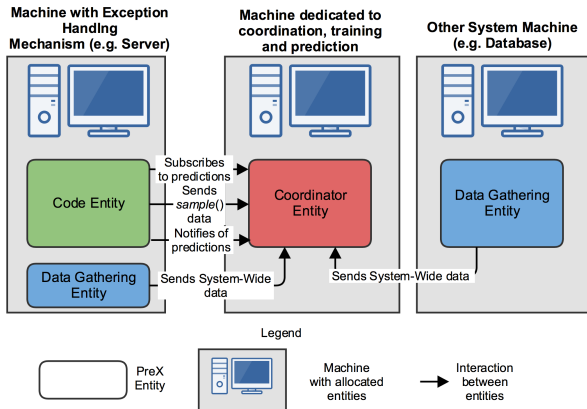 Machine with Exception
Handlng
Mechanism (e.g. Server)
Machine dedicated to
coordination, training
and prediction
Other System Machine
(e.g. Database)
Code Entity
Subscribes
to predictions
Sends
sample()
data
Notifies of
predictions
Coordinator
Entity
Data Gathering
Entity
Data Gathering
Entity
Sends System-Wide
data
Sends System-Wide data
Legend
PreX
Entity
Machine
with allocated
entities
Interaction
between
entities